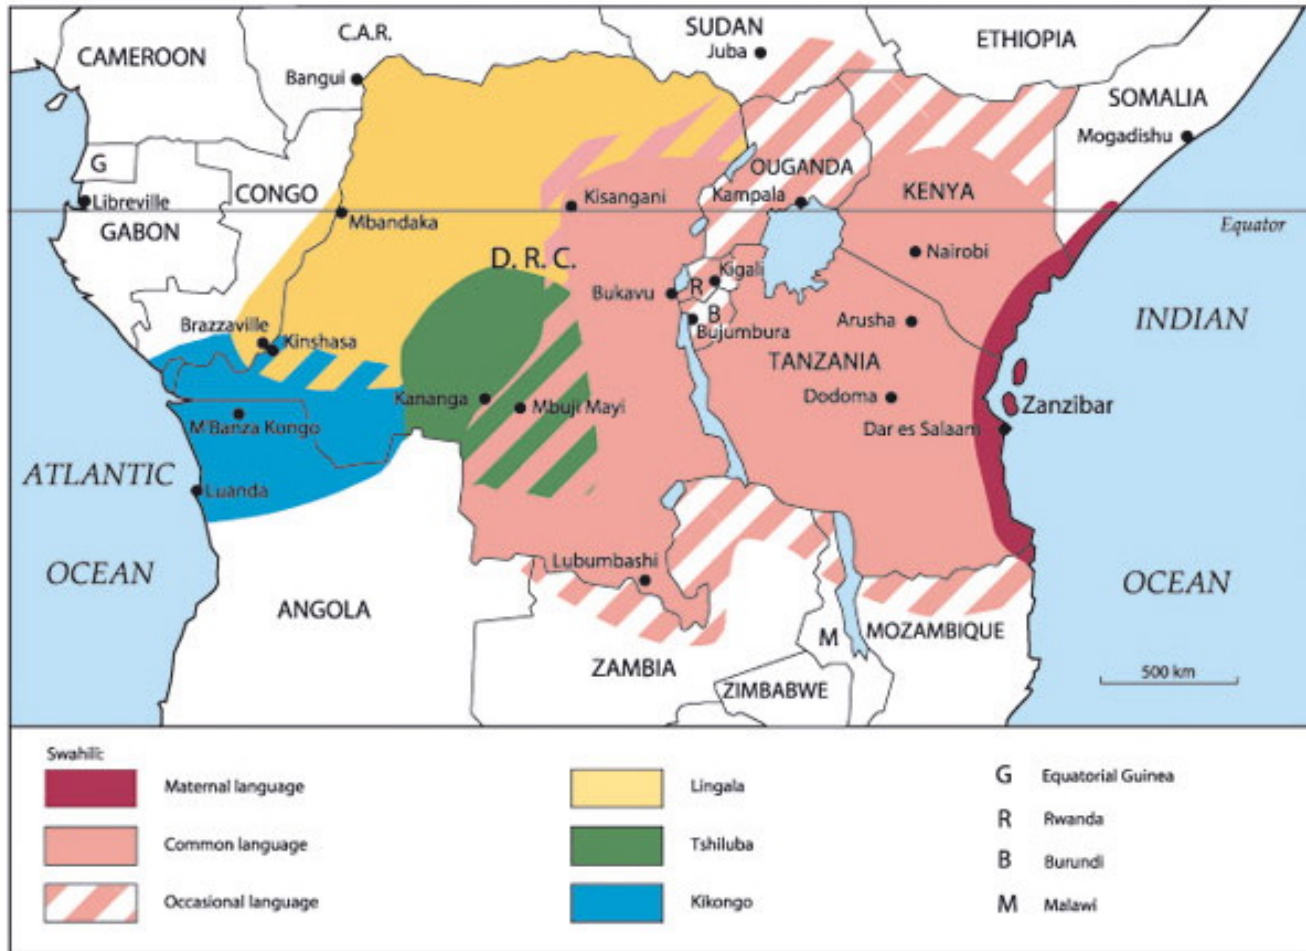 C.A.R.
SUDAN
ETHIOPIA
CAMEROON
Juba
Bangui
SOMALIA
Mogadishu
G
OUGANDA
CONGO
Kampala
KENYA
Libreville
Kisangani
Mbandaka
GABON
Equator
D. R. C.
Nairobi
Kigali
R
Bukavu
B
INDIAN
Brazzaville
Bujumbura
Arusha
Kinshasa
TANZANIA
Kananga
Dodoma
Zanzibar
Mbuji Mayi
M'Banza Kongo
Dar es Salaam
ATLANTIC
Luanda
Lubumbashi
OCEAN
OCEAN
ANGOLA
M
MOZAMBIQUE
ZAMBIA
500 km
ZIMBABWE
Swahili:
Maternal language
Common language
Occasional language
Lingala
Tshiluba
Kikongo
G Equatorial Guinea
R Rwanda
B Burundi
M Malawi